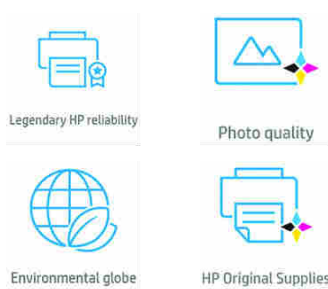 Legendary HP reliability
Photo quality
Environmental globe
HP Original Supplies